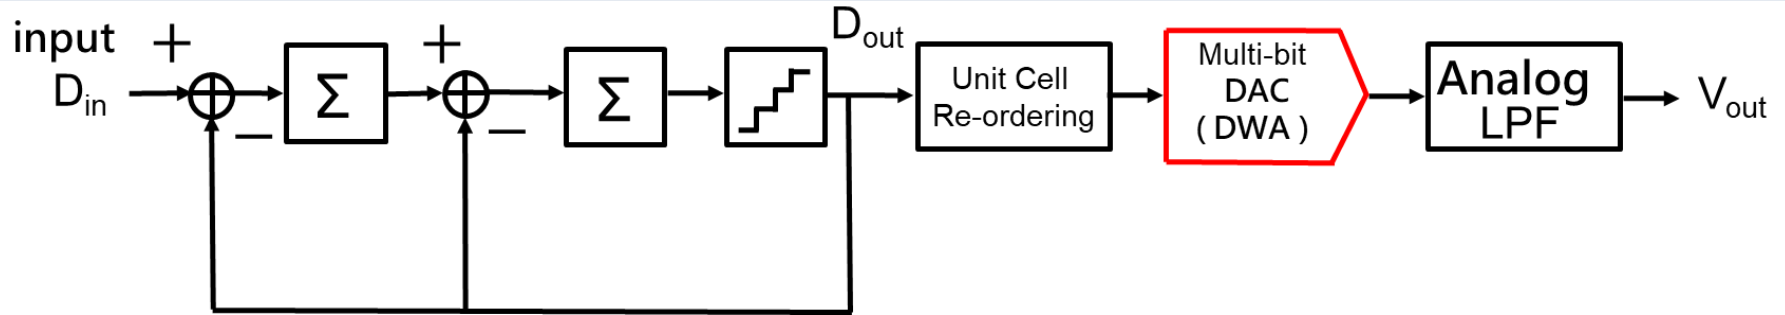 input
D_in
+
−
Σ
+
−
Σ
D_out
Unit Cell
Re-ordering
Multi-bit
DAC
( DWA )
Analog
LPF
V_out